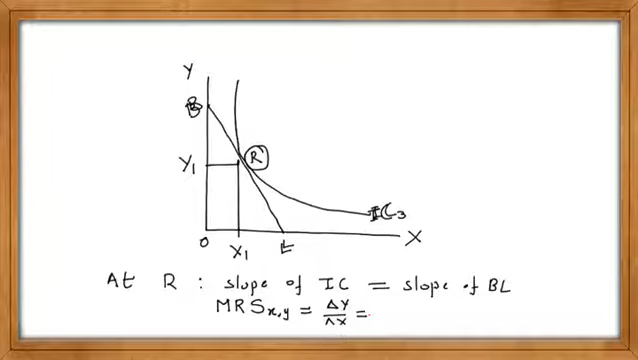 Y
B
Y1
R
IC3
0
X1
L
X
At R : slope of IC = slope of BL
MRSx,y = ΔY/ΔX =